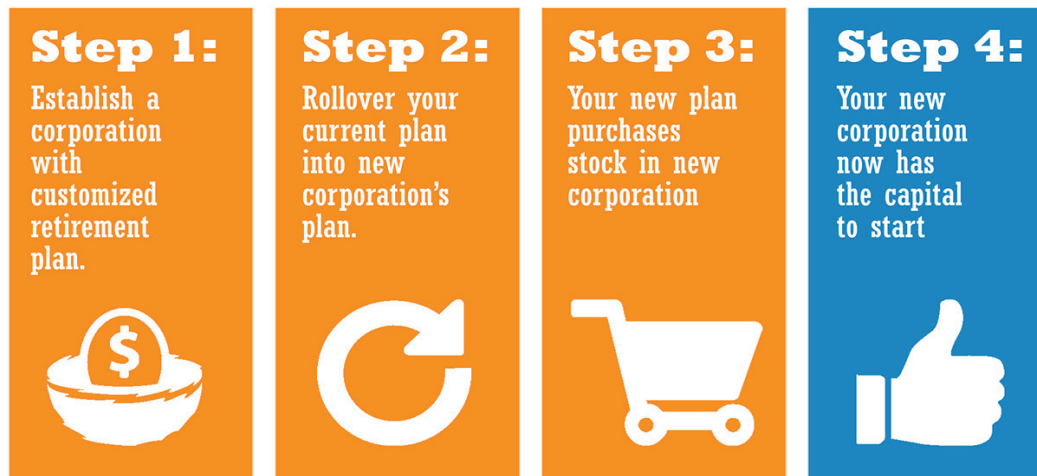 Step 1:
Establish a
corporation
with
customized
retirement
plan.
$
Step 2:
Rollover your
current plan
into new
corporation's
plan.
Step 3:
Your new plan
purchases
stock in new
corporation
Step 4:
Your new
corporation
now has
the capital
to start